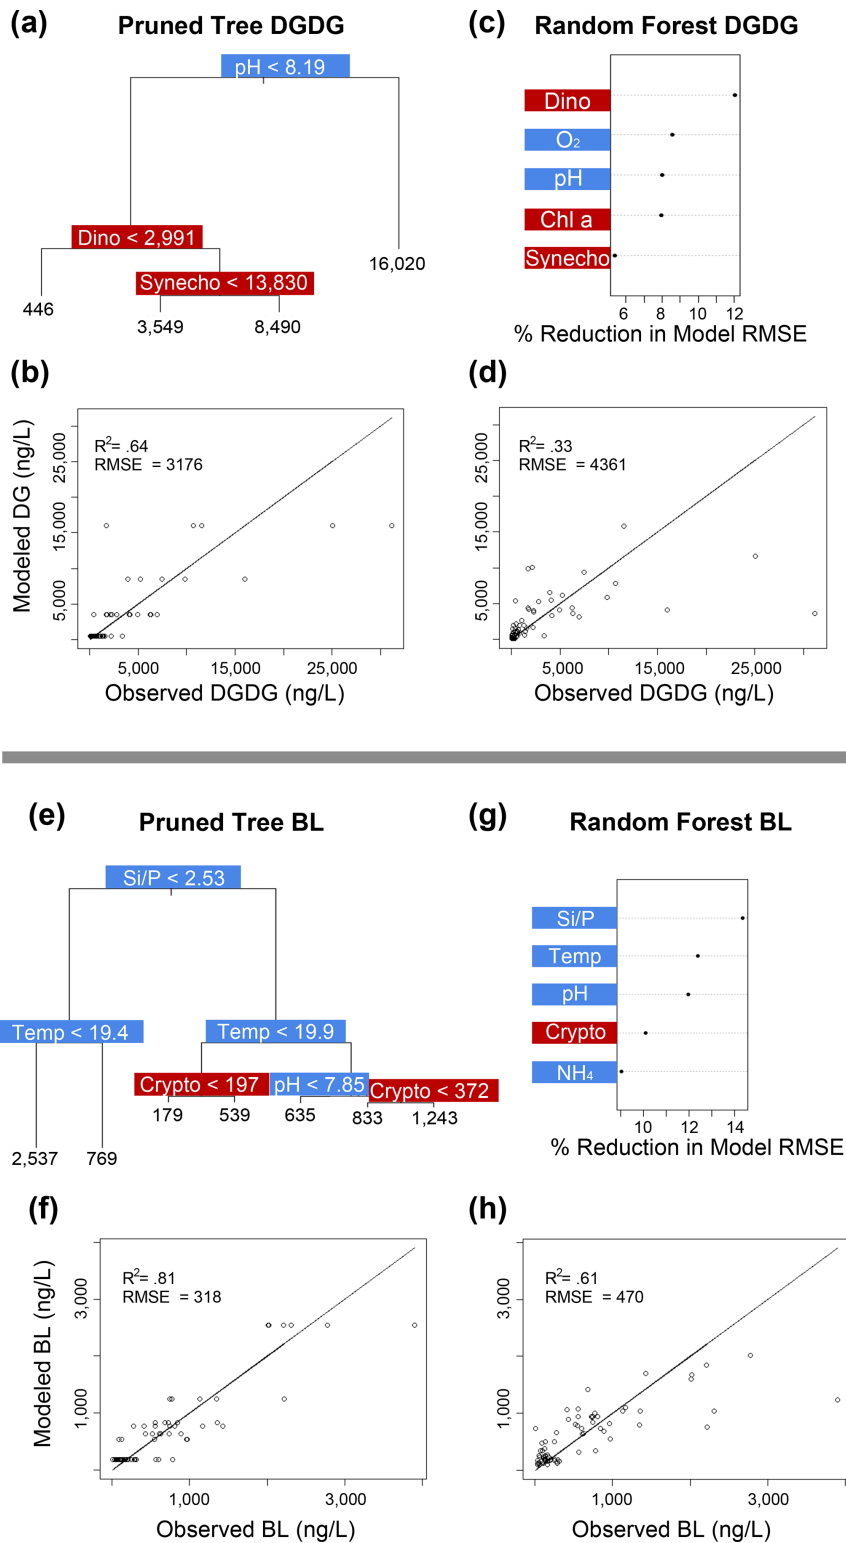 (a) Pruned Tree DGDG
pH < 8.19
Dino < 2,991
Synecho < 13,830
16,020
446
3,549 8,490
(c) Random Forest DGDG
Dino
O2
pH
Chl a
Synecho
6 8 10 12
% Reduction in Model RMSE
(b)
R2= .64
RMSE = 3176
Modeled DG (ng/L)
5,000 15,000 25,000
5,000 15,000 25,000
Observed DGDG (ng/L)
(d)
R2= .33
RMSE = 4361
5,000 15,000 25,000
5,000 15,000 25,000
Observed DGDG (ng/L)
(e) Pruned Tree BL
Si/P < 2.53
Temp < 19.4 Temp < 19.9
Crypto < 197 pH < 7.85 Crypto < 372
179 539 635 833 1,243
2,537 769
(g) Random Forest BL
Si/P
Temp
pH
Crypto
NH4
10 12 14
% Reduction in Model RMSE
(f)
R2= .81
RMSE = 318
Modeled BL (ng/L)
1,000 3,000
1,000 3,000
Observed BL (ng/L)
(h)
R2= .61
RMSE = 470
1,000 3,000
1,000 3,000
Observed BL (ng/L)